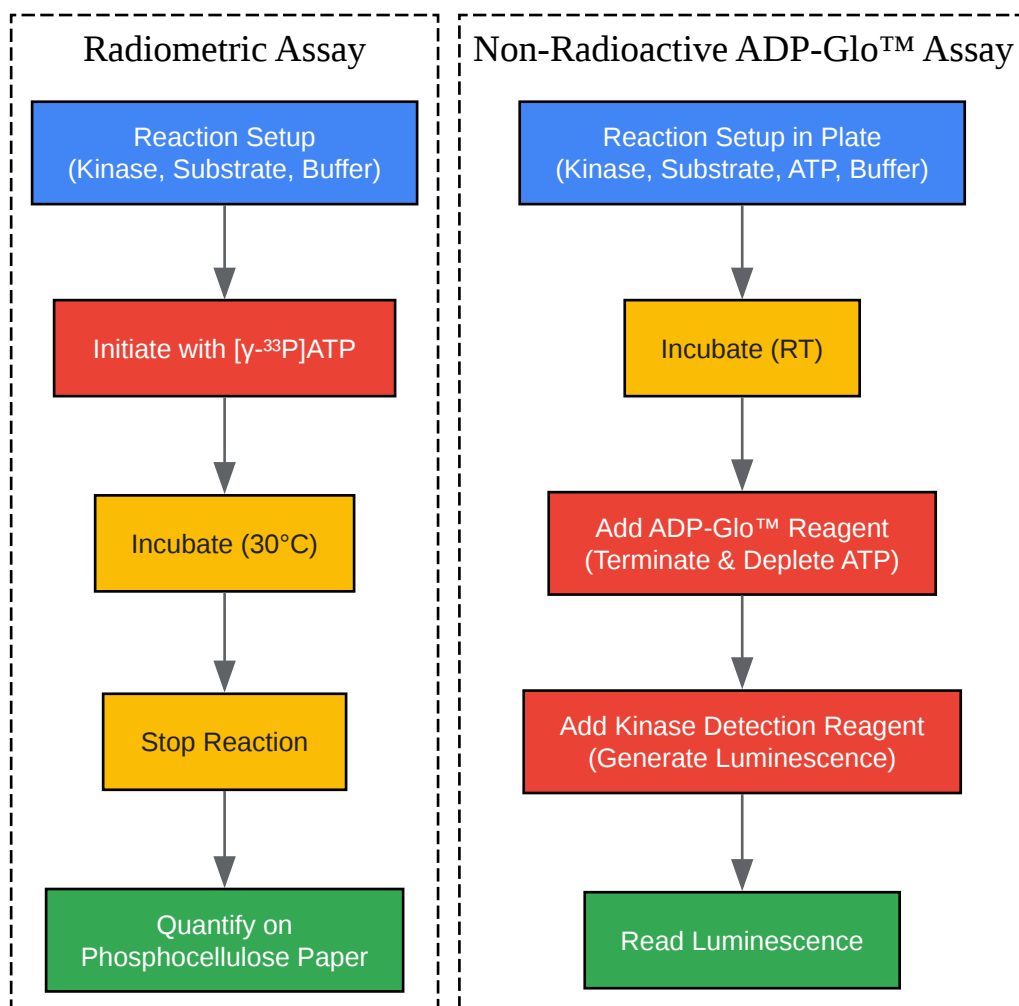 Radiometric Assay
Reaction Setup
(Kinase, Substrate, Buffer)
Initiate with [γ-³³P]ATP
Incubate (30°C)
Stop Reaction
Quantify on
Phosphocellulose Paper
Non-Radioactive ADP-Glo™ Assay
Reaction Setup in Plate
(Kinase, Substrate, ATP, Buffer)
Incubate (RT)
Add ADP-Glo™ Reagent
(Terminate & Deplete ATP)
Add Kinase Detection Reagent
(Generate Luminescence)
Read Luminescence